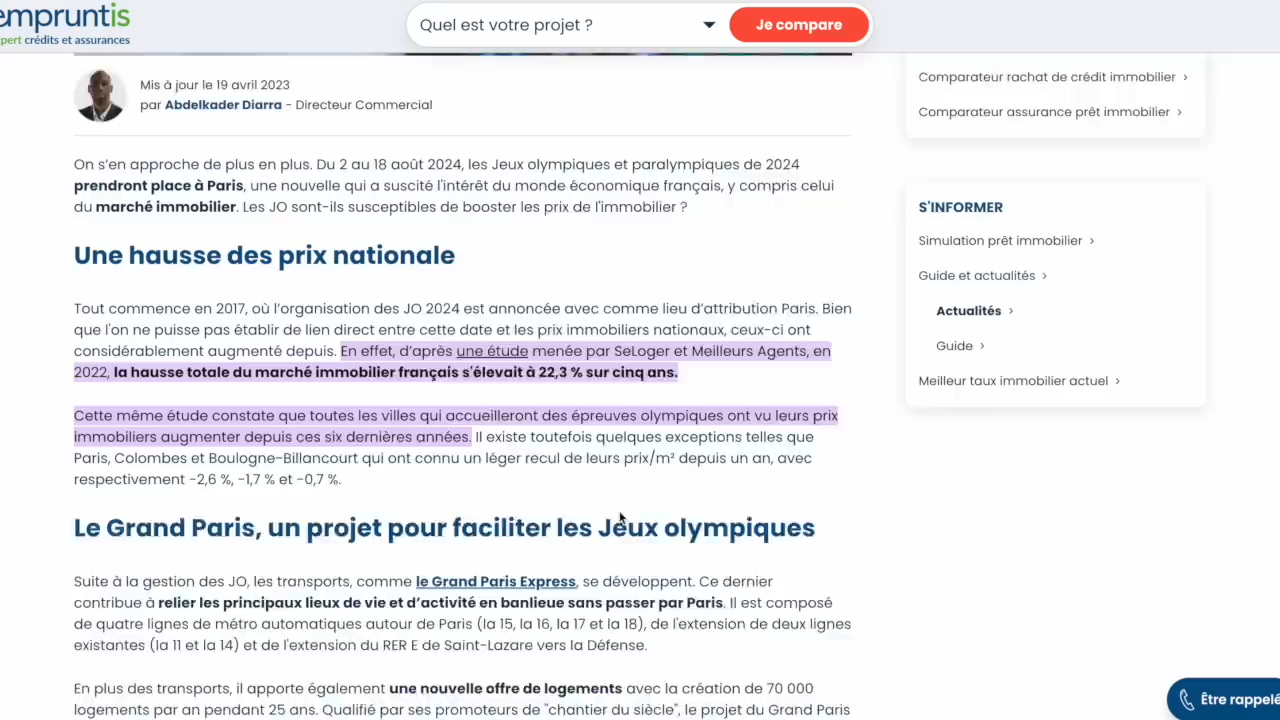 empruntis
pert crédits et assurances
Quel est votre projet ?
Je compare
Mis à jour le 19 avril 2023
par Abdelkader Diarra - Directeur Commercial
On s'en approche de plus en plus. Du 2 au 18 août 2024, les Jeux olympiques et paralympiques de 2024
prendront place à Paris, une nouvelle qui a suscité l'intérêt du monde économique français, y compris celui
du marché immobilier. Les JO sont-ils susceptibles de booster les prix de l'immobilier ?
Une hausse des prix nationale
Tout commence en 2017, où l'organisation des JO 2024 est annoncée avec comme lieu d'attribution Paris. Bien
que l'on ne puisse pas établir de lien direct entre cette date et les prix immobiliers nationaux, ceux-ci ont
considérablement augmenté depuis. En effet, d'après une étude menée par SeLoger et Meilleurs Agents, en
2022, la hausse totale du marché immobilier français s'élevait à 22,3 % sur cinq ans.
Cette même étude constate que toutes les villes qui accueilleront des épreuves olympiques ont vu leurs prix
immobiliers augmenter depuis ces six dernières années. Il existe toutefois quelques exceptions telles que
Paris, Colombes et Boulogne-Billancourt qui ont connu un léger recul de leurs prix/m² depuis un an, avec
respectivement -2,6 %, -1,7 % et -0,7 %.
Le Grand Paris, un projet pour faciliter les Jeux olympiques
Suite à la gestion des JO, les transports, comme le Grand Paris Express, se développent. Ce dernier
contribue à relier les principaux lieux de vie et d'activité en banlieue sans passer par Paris. Il est composé
de quatre lignes de métro automatiques autour de Paris (la 15, la 16, la 17 et la 18), de l'extension de deux lignes
existantes (la 11 et la 14) et de l'extension du RER E de Saint-Lazare vers la Défense.
En plus des transports, il apporte également une nouvelle offre de logements avec la création de 70 000
logements par an pendant 25 ans. Qualifié par ses promoteurs de "chantier du siècle", le projet du Grand Paris
Comparateur rachat de crédit immobilier
Comparateur assurance prêt immobilier
S'INFORMER
Simulation prêt immobilier
Guide et actualités
Actualités
Guide
Meilleur taux immobilier actuel
Être rappelé